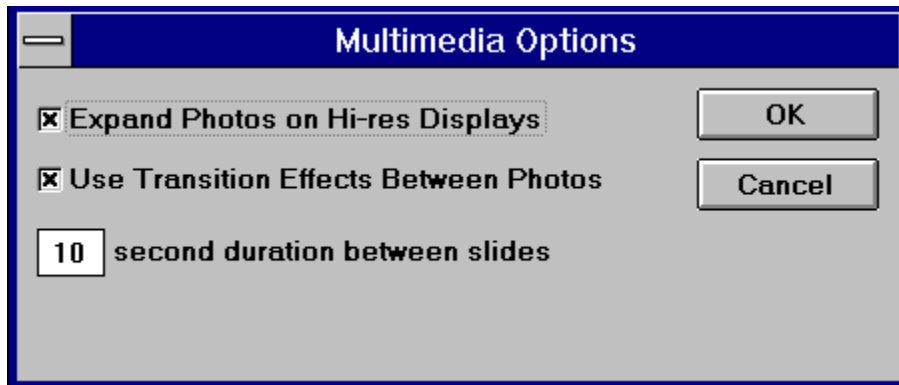 Multimedia Options
Expand Photos on Hi-res Displays
OK
Use Transition Effects Between Photos
Cancel
10 second duration between slides